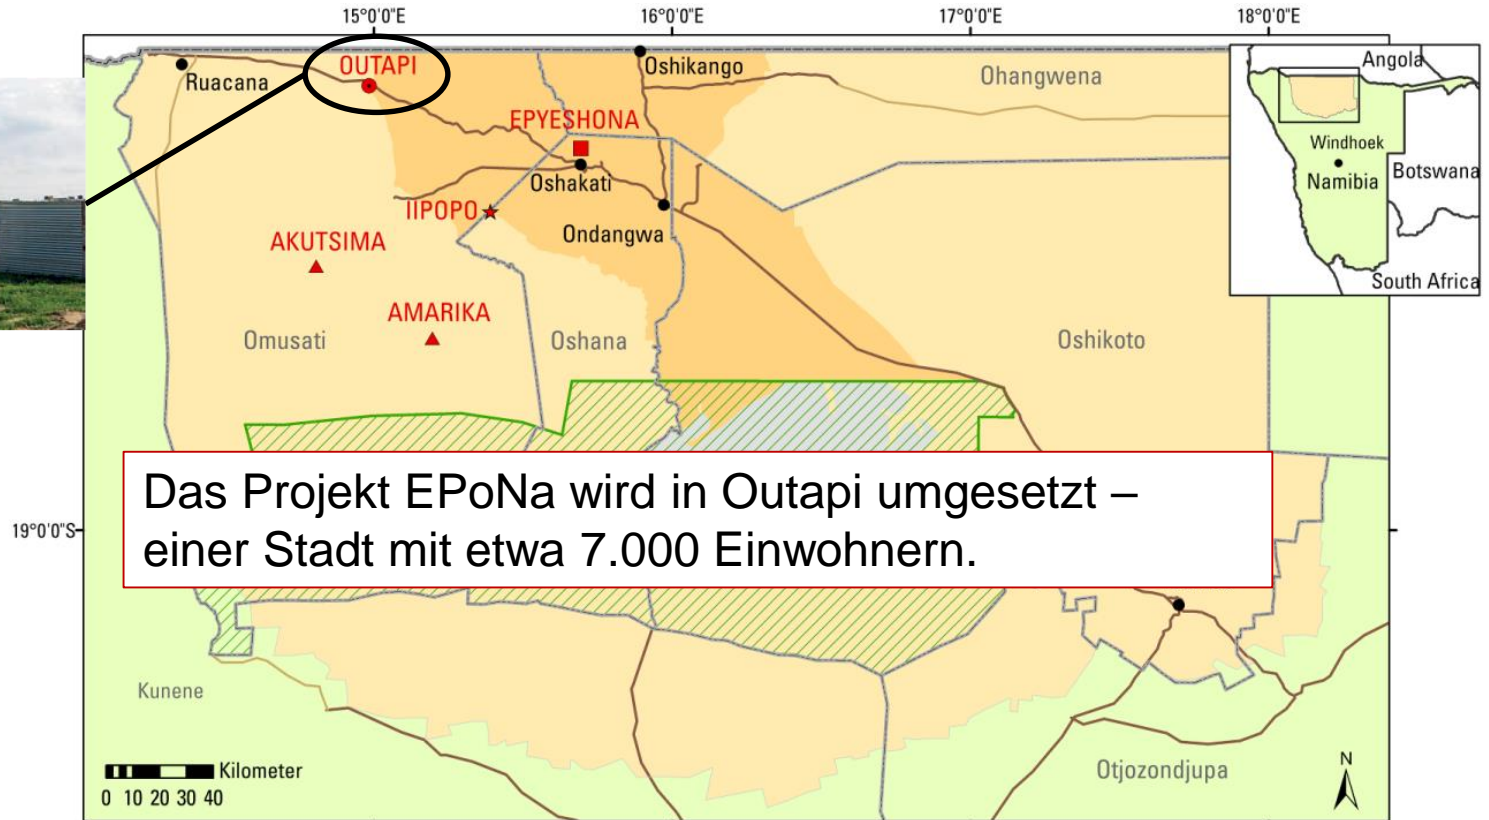 15°0'0"E
16°0'0"E
17°0'0"E
18°0'0"E
OUTAPI
Ruacana
Oshikango
Ohangwena
Angola
EPYESHONA
Windhoek
Botswana
Namibia
Oshakati
IIPOPO
Ondangwa
AKUTSIMA
South Africa
AMARIKA
Omusati
Oshana
Oshikoto
Das Projekt EPoNa wird in Outapi umgesetzt –
einer Stadt mit etwa 7.000 Einwohnern.
19°0'0"S
Kunene
Otjozondjupa
N
Kilometer
0 10 20 30 40